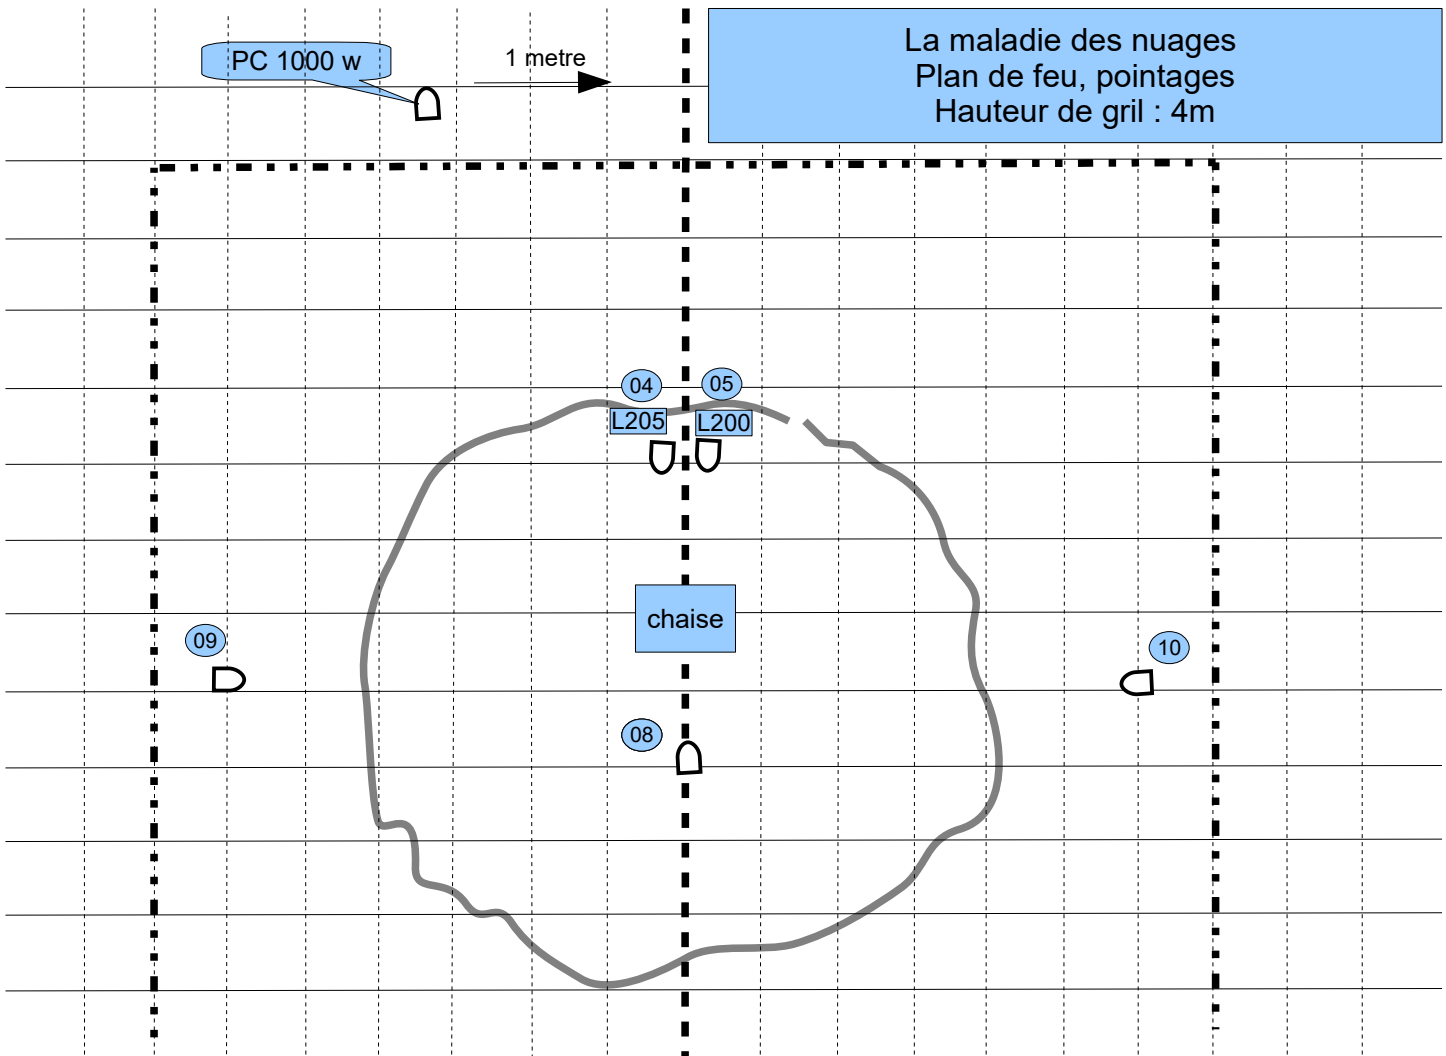 La maladie des nuages
Plan de feu, pointages
Hauteur de gril : 4m
PC 1000 w
1 metre
04
05
L205
L200
chaise
09
10
08